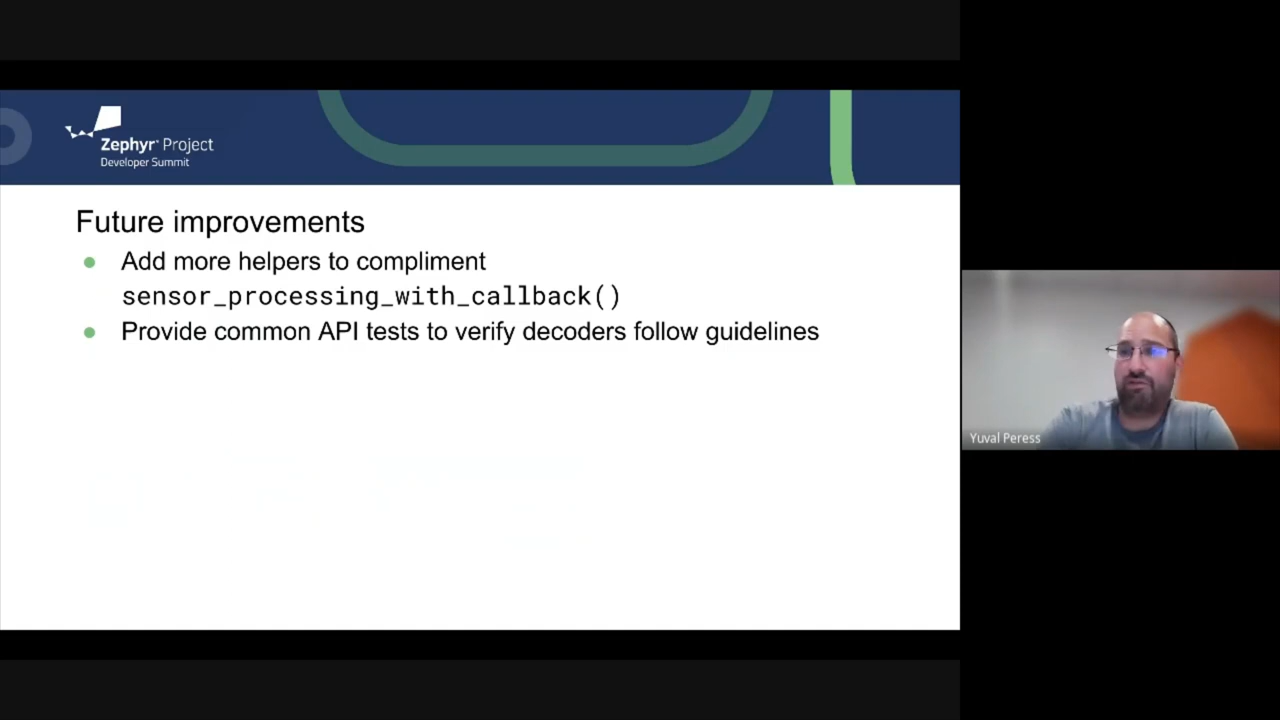 Zephyr® Project
Developer Summit
Future improvements
Add more helpers to compliment
sensor_processing_with_callback()
Provide common API tests to verify decoders follow guidelines
Yuval Peress